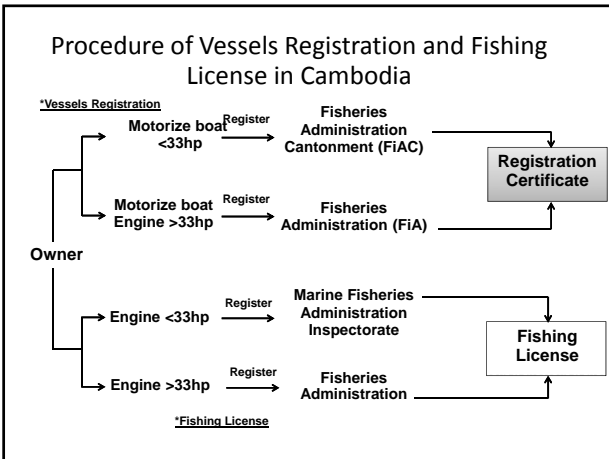 Procedure of Vessels Registration and Fishing
License in Cambodia
*Vessels Registration
Motorize boat
<33hp
Register
Fisheries
Administration
Cantonment (FiAC)
Registration
Certificate
Motorize boat
Engine >33hp
Register
Fisheries
Administration (FiA)
Owner
Engine <33hp
Register
Marine Fisheries
Administration
Inspectorate
Fishing
License
Engine >33hp
Register
Fisheries
Administration
*Fishing License